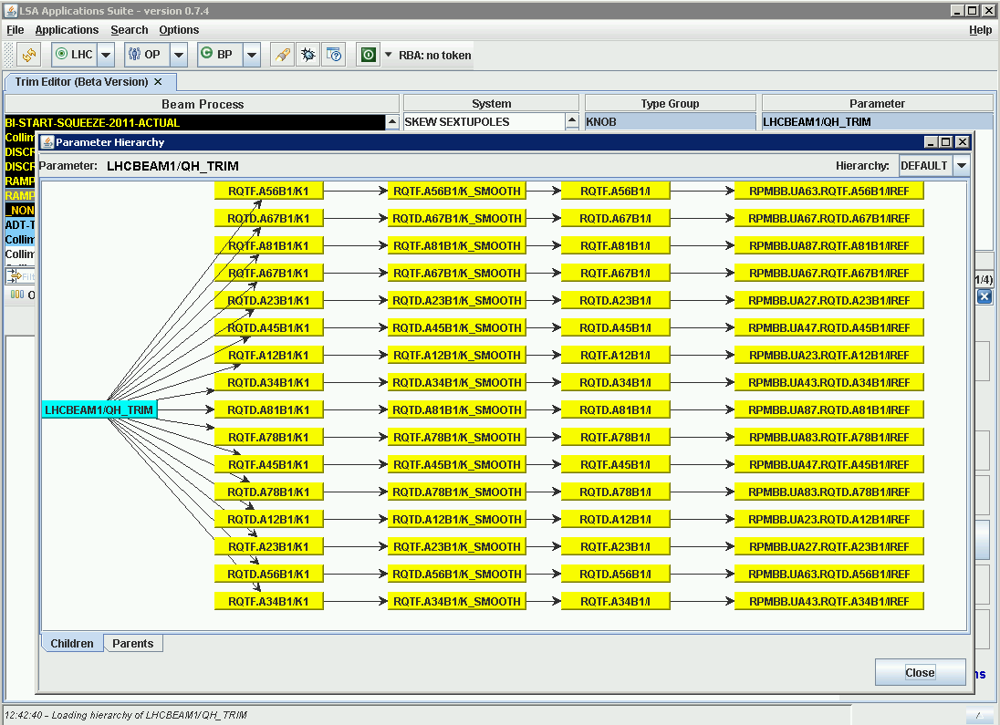 LSA Applications Suite - version 0.7.4
File Applications Search Options Help
LHC OP BP RBA: no token
Trim Editor (Beta Version)
Beam Process System Type Group Parameter
BI-START-SQUEEZE-2011-ACTUAL SKEW SEXTUPOLES KNOB LHCBEAM1/QH_TRIM
Collim
DISCR
DISCR
RAMP
RAMP
_NON
ADT-T
Collim
Collim
Filt
1/4)
Parameter Hierarchy
Parameter: LHCBEAM1/QH_TRIM Hierarchy: DEFAULT
RQTF.A56B1/K1 RQTF.A56B1/K_SMOOTH RQTF.A56B1/I RPMBB.UA63.RQTF.A56B1/IREF
RQTD.A67B1/K1 RQTD.A67B1/K_SMOOTH RQTD.A67B1/I RPMBB.UA67.RQTD.A67B1/IREF
RQTF.A81B1/K1 RQTF.A81B1/K_SMOOTH RQTF.A81B1/I RPMBB.UA87.RQTF.A81B1/IREF
RQTF.A67B1/K1 RQTF.A67B1/K_SMOOTH RQTF.A67B1/I RPMBB.UA67.RQTF.A67B1/IREF
RQTD.A23B1/K1 RQTD.A23B1/K_SMOOTH RQTD.A23B1/I RPMBB.UA27.RQTD.A23B1/IREF
RQTD.A45B1/K1 RQTD.A45B1/K_SMOOTH RQTD.A45B1/I RPMBB.UA47.RQTD.A45B1/IREF
RQTF.A12B1/K1 RQTF.A12B1/K_SMOOTH RQTF.A12B1/I RPMBB.UA23.RQTF.A12B1/IREF
RQTD.A34B1/K1 RQTD.A34B1/K_SMOOTH RQTD.A34B1/I RPMBB.UA43.RQTD.A34B1/IREF
LHCBEAM1/QH_TRIM RQTD.A81B1/K1 RQTD.A81B1/K_SMOOTH RQTD.A81B1/I RPMBB.UA87.RQTD.A81B1/IREF
RQTF.A78B1/K1 RQTF.A78B1/K_SMOOTH RQTF.A78B1/I RPMBB.UA83.RQTF.A78B1/IREF
RQTF.A45B1/K1 RQTF.A45B1/K_SMOOTH RQTF.A45B1/I RPMBB.UA47.RQTF.A45B1/IREF
RQTD.A78B1/K1 RQTD.A78B1/K_SMOOTH RQTD.A78B1/I RPMBB.UA83.RQTD.A78B1/IREF
RQTD.A12B1/K1 RQTD.A12B1/K_SMOOTH RQTD.A12B1/I RPMBB.UA23.RQTD.A12B1/IREF
RQTF.A23B1/K1 RQTF.A23B1/K_SMOOTH RQTF.A23B1/I RPMBB.UA27.RQTF.A23B1/IREF
RQTD.A56B1/K1 RQTD.A56B1/K_SMOOTH RQTD.A56B1/I RPMBB.UA63.RQTD.A56B1/IREF
RQTF.A34B1/K1 RQTF.A34B1/K_SMOOTH RQTF.A34B1/I RPMBB.UA43.RQTF.A34B1/IREF
Children Parents
Close
ns
12:42:40 - Loading hierarchy of LHCBEAM1/QH_TRIM